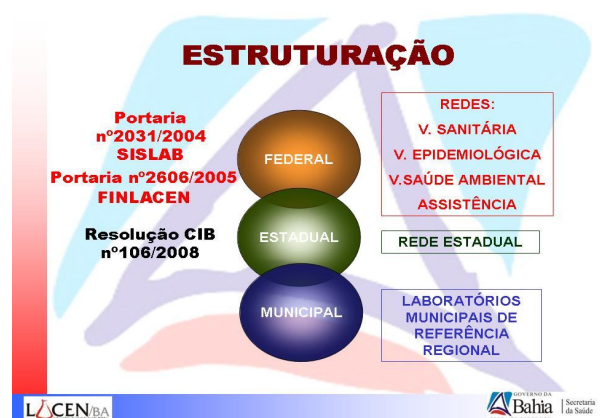 ESTRUTURAÇÃO
Portaria
nº2031/2004
SISLAB
Portaria nº2606/2005
FINLACEN
Resolução CIB
nº106/2008
FEDERAL
ESTADUAL
MUNICIPAL
REDES:
V. SANITÁRIA
V. EPIDEMIOLÓGICA
V.SAÚDE AMBIENTAL
ASSISTÊNCIA
REDE ESTADUAL
LABORATÓRIOS
MUNICIPAIS DE
REFERÊNCIA
REGIONAL
LACEN/BA
GOVERNO DA
Bahia
Secretaria
da Saúde